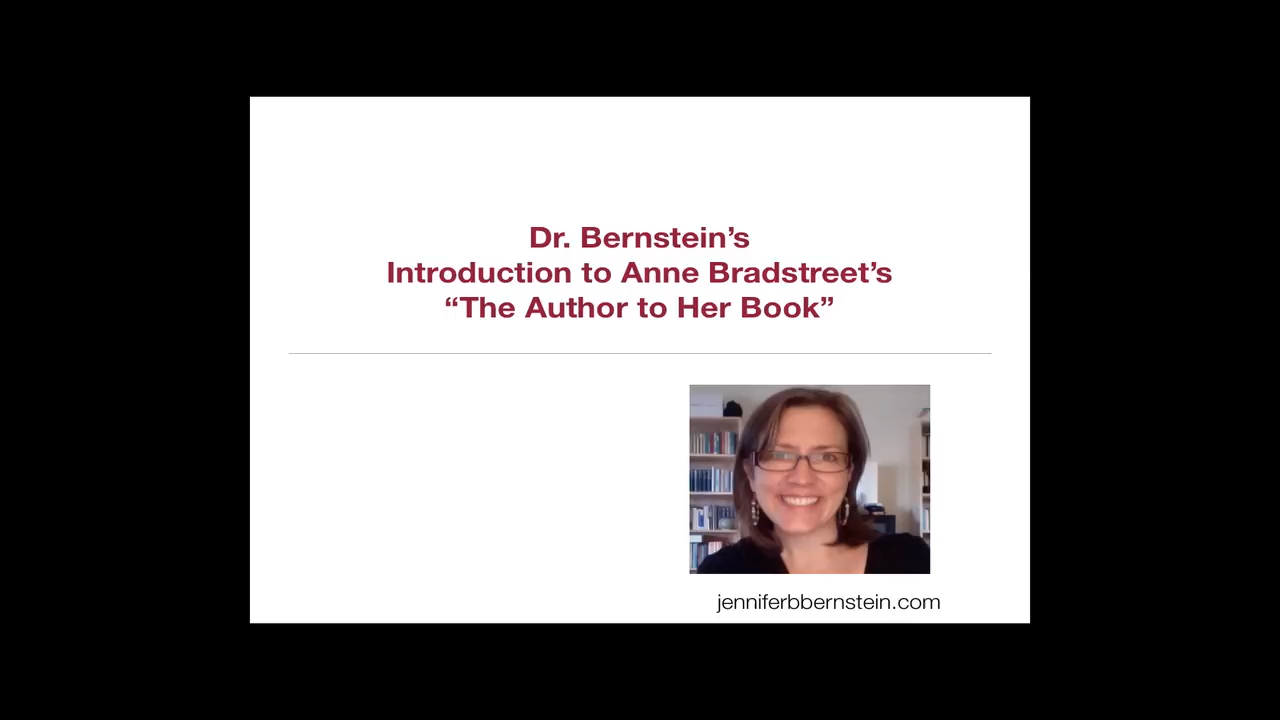 Dr. Bernstein’s
Introduction to Anne Bradstreet’s
“The Author to Her Book”
jenniferbbernstein.com